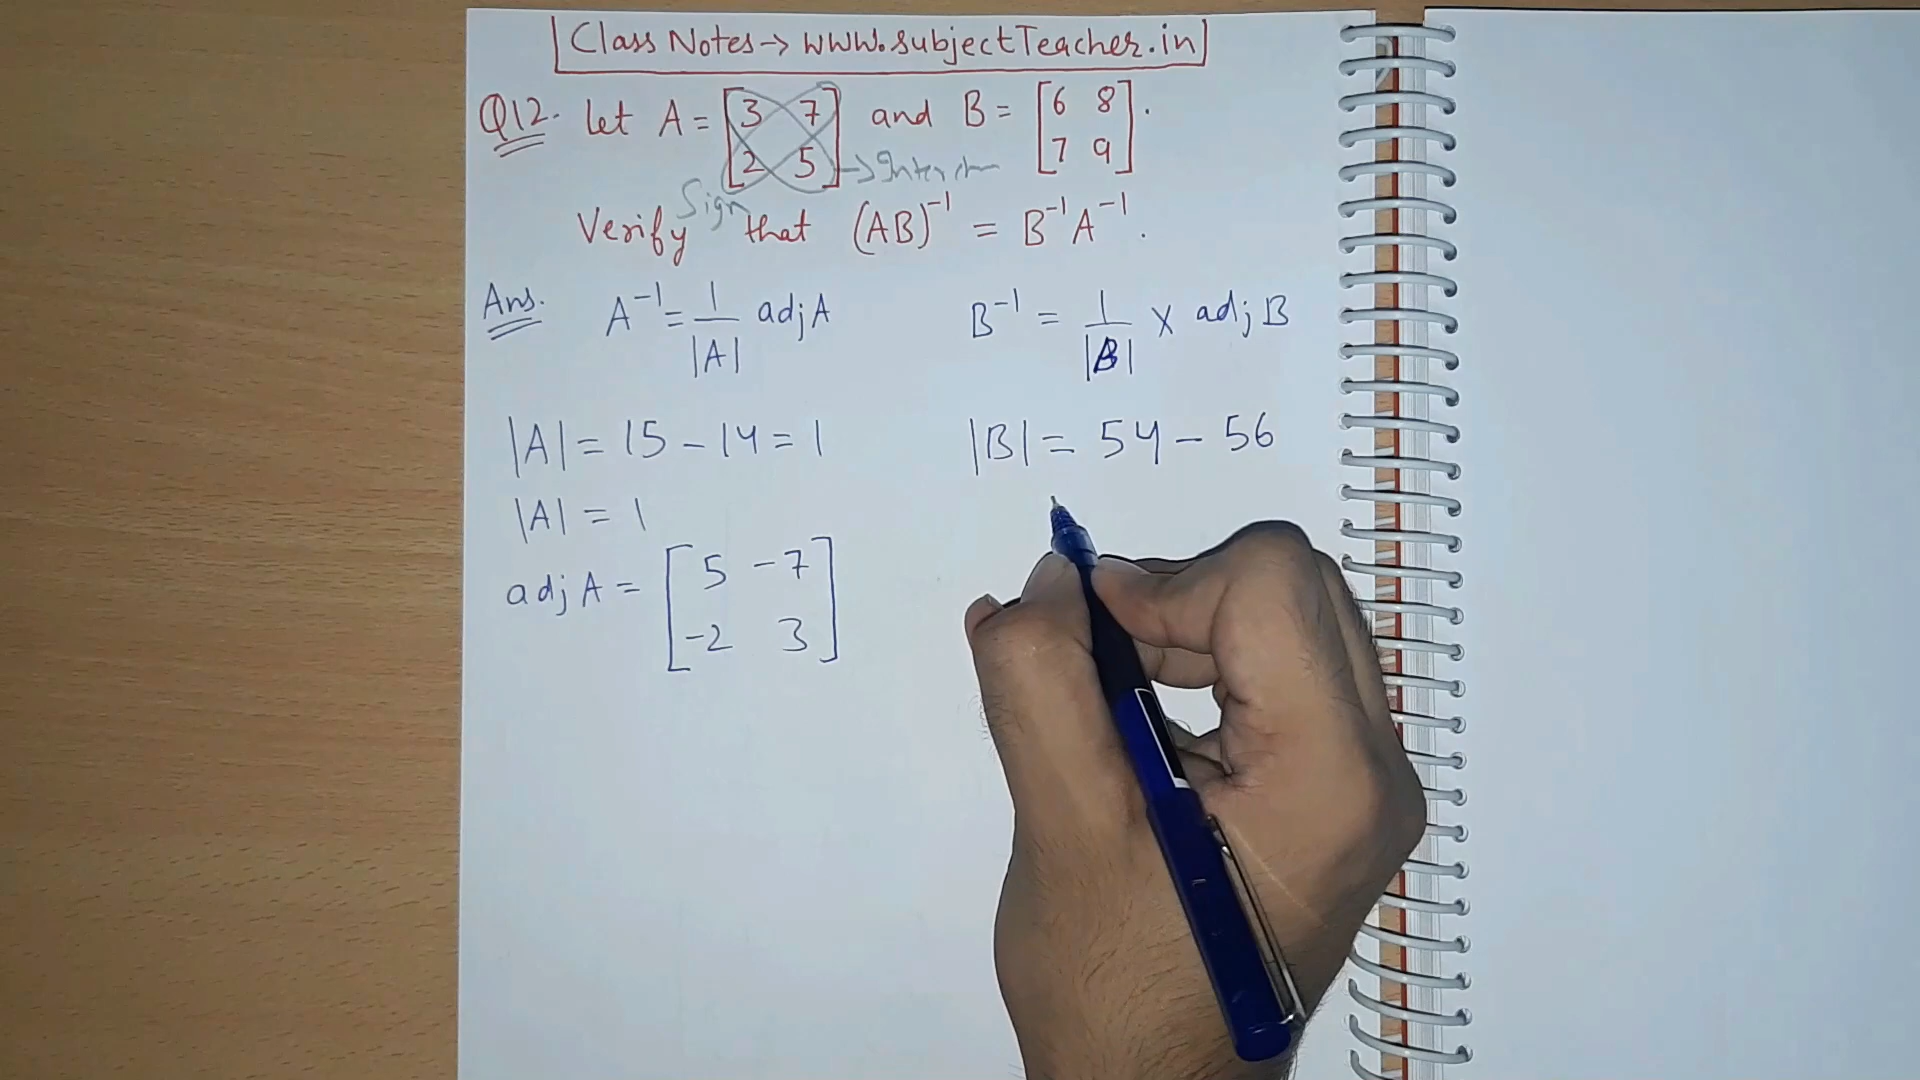 Class Notes → www.subjectTeacher.in
Q12. Let A = [3 7 and B = [6 8].
2 5] → 7 9]
Sign
Verify that (AB)⁻¹ = B⁻¹A⁻¹.
Ans. A⁻¹ = 1/|A| adj A B⁻¹ = 1/|B| × adj B
|A| = 15 - 14 = 1 |B| = 54 - 56
|A| = 1
adj A = [5 -7
-2 3]